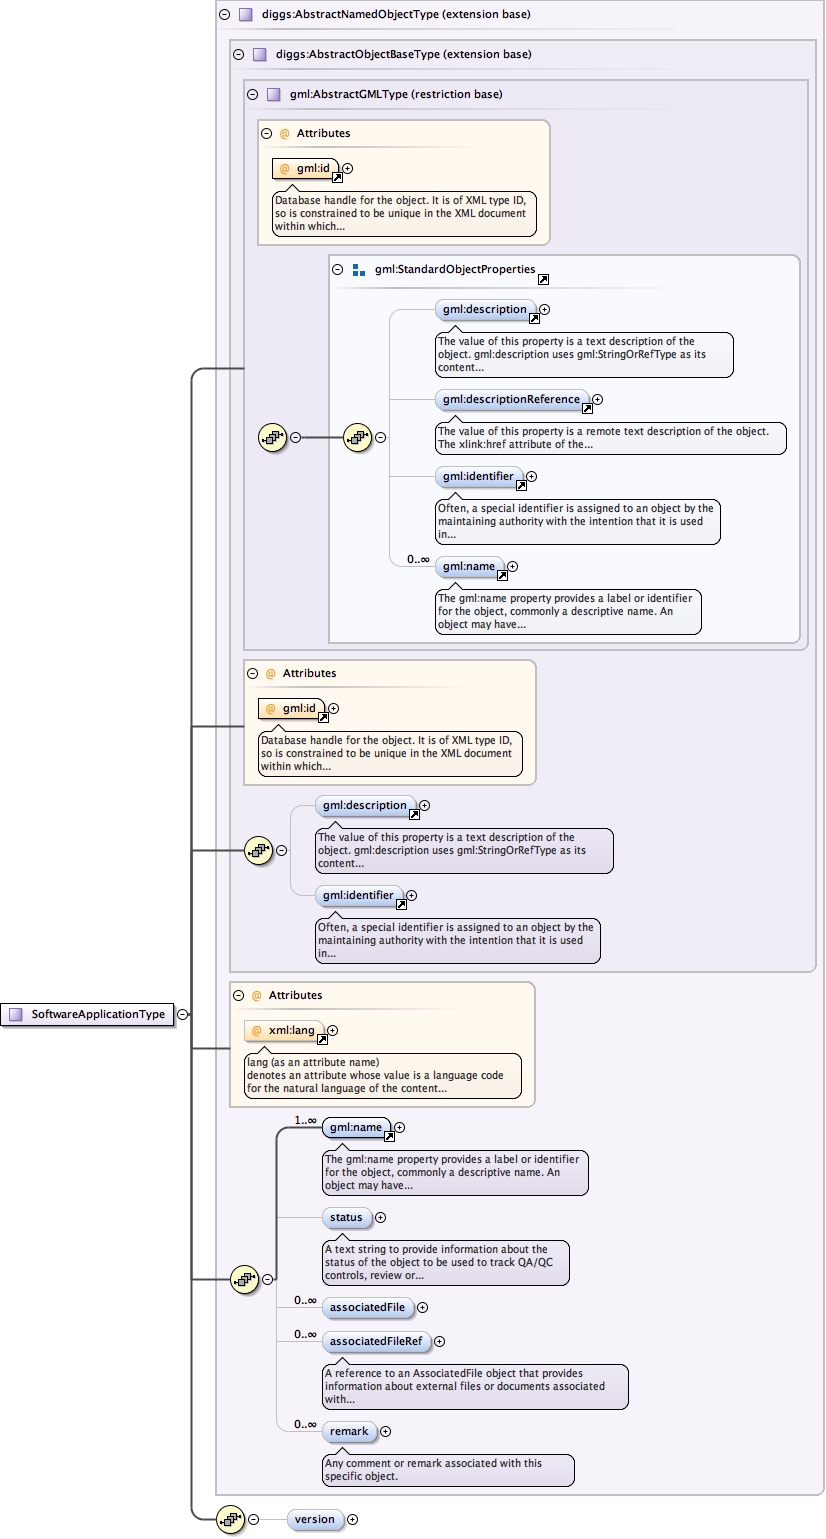 diggs:AbstractNamedObjectType (extension base)
diggs:AbstractObjectBaseType (extension base)
gml:AbstractGMLType (restriction base)
@ Attributes
@ gml:id
Database handle for the object. It is of XML type ID,
so is constrained to be unique in the XML document
within which...
gml:StandardObjectProperties
gml:description
The value of this property is a text description of the
object. gml:description uses gml:StringOrRefType as its
content...
gml:descriptionReference
The value of this property is a remote text description of the object.
The xlink:href attribute of the...
gml:identifier
Often, a special identifier is assigned to an object by the
maintaining authority with the intention that it is used
in...
0..∞
gml:name
The gml:name property provides a label or identifier
for the object, commonly a descriptive name. An
object may have...
@ Attributes
@ gml:id
Database handle for the object. It is of XML type ID,
so is constrained to be unique in the XML document
within which...
gml:description
The value of this property is a text description of the
object. gml:description uses gml:StringOrRefType as its
content...
gml:identifier
Often, a special identifier is assigned to an object by the
maintaining authority with the intention that it is used
in...
SoftwareApplicationType
@ Attributes
@ xml:lang
lang (as an attribute name)
denotes an attribute whose value is a language code
for the natural language of the content...
1..∞
gml:name
The gml:name property provides a label or identifier
for the object, commonly a descriptive name. An
object may have...
status
A text string to provide information about the
status of the object to be used to track QA/QC
controls, review or...
0..∞
associatedFile
0..∞
associatedFileRef
A reference to an AssociatedFile object that provides
information about external files or documents associated
with...
0..∞
remark
Any comment or remark associated with this
specific object.
version